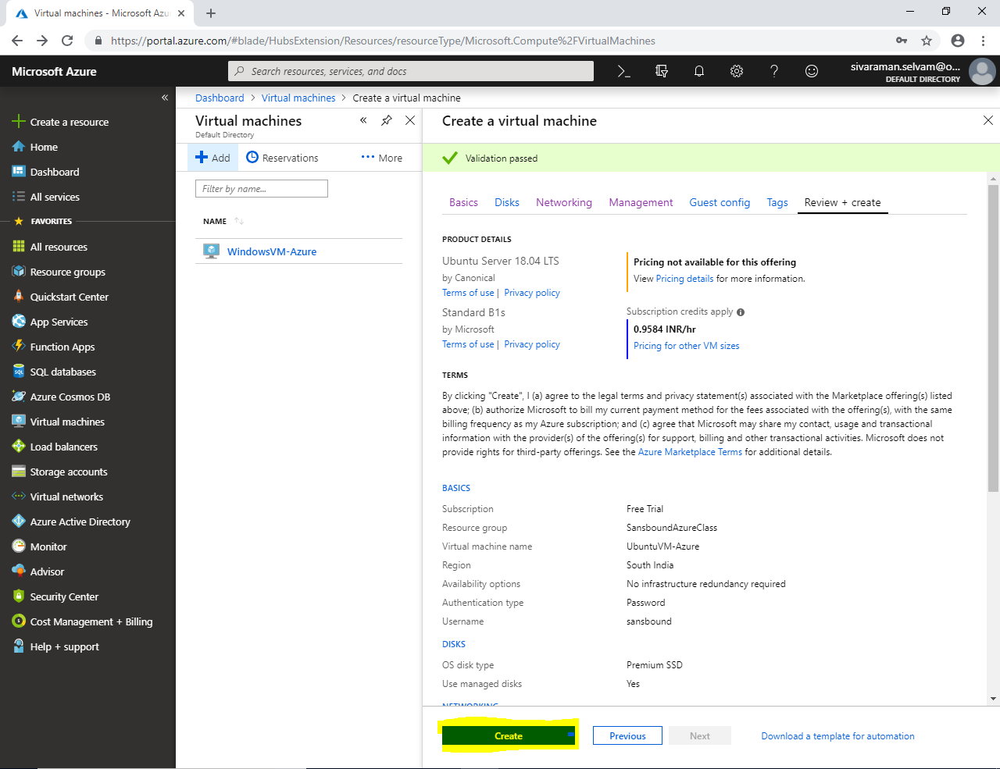 Virtual machines - Microsoft Azu
https://portal.azure.com/#blade/HubsExtension/Resources/resourceType/Microsoft.Compute%2FVirtualMachines
Microsoft Azure
Search resources, services, and docs
sivaraman.selvam@o...
DEFAULT DIRECTORY
Create a resource
Home
Dashboard
All services
FAVORITES
All resources
Resource groups
Quickstart Center
App Services
Function Apps
SQL databases
Azure Cosmos DB
Virtual machines
Load balancers
Storage accounts
Virtual networks
Azure Active Directory
Monitor
Advisor
Security Center
Cost Management + Billing
Help + support
Dashboard > Virtual machines > Create a virtual machine
Virtual machines
Default Directory
Add Reservations ... More
Filter by name...
NAME
WindowsVM-Azure
Create a virtual machine
Validation passed
Basics Disks Networking Management Guest config Tags Review + create
PRODUCT DETAILS
Ubuntu Server 18.04 LTS
by Canonical
Terms of use | Privacy policy
Pricing not available for this offering
View Pricing details for more information.
Standard B1s
by Microsoft
Terms of use | Privacy policy
Subscription credits apply
0.9584 INR/hr
Pricing for other VM sizes
TERMS
By clicking "Create", I (a) agree to the legal terms and privacy statement(s) associated with the Marketplace offering(s) listed
above; (b) authorize Microsoft to bill my current payment method for the fees associated with the offering(s), with the same
billing frequency as my Azure subscription; and (c) agree that Microsoft may share my contact, usage and transactional
information with the provider(s) of the offering(s) for support, billing and other transactional activities. Microsoft does not
provide rights for third-party offerings. See the Azure Marketplace Terms for additional details.
BASICS
Subscription Free Trial
Resource group SansboundAzureClass
Virtual machine name UbuntuVM-Azure
Region South India
Availability options No infrastructure redundancy required
Authentication type Password
Username sansbound
DISKS
OS disk type Premium SSD
Use managed disks Yes
NETWORKING
Create Previous Next Download a template for automation